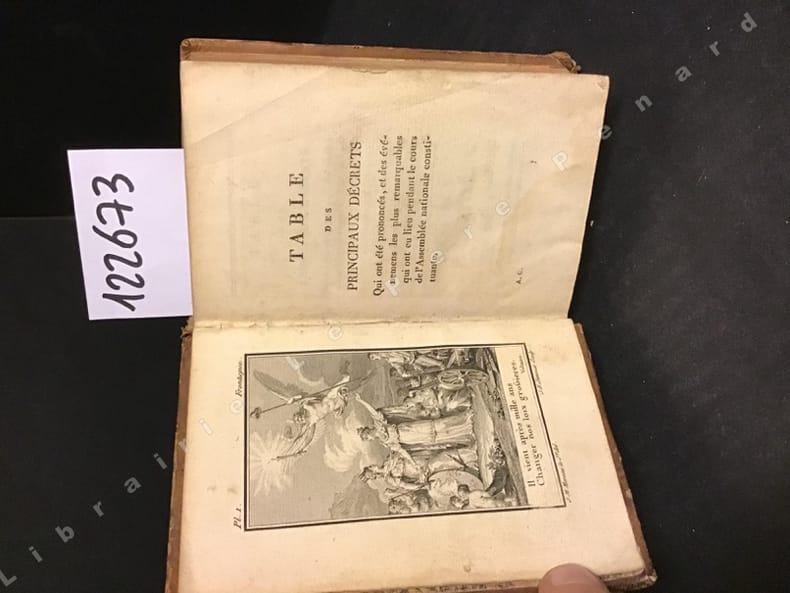 122673
Pl. 1.
Frontispice.
Il vient après mille ans
Changer nos lois grossieres.
Voltaire.
TABLE
DES
PRINCIPAUX DÉCRETS
Qui ont été prononcés, et des évé-
nemens les plus remarquables
qui ont eu lieu pendant le cours
de l'Assemblée nationale consti-
tuante.
A. C.
Librairie Le Père Penard